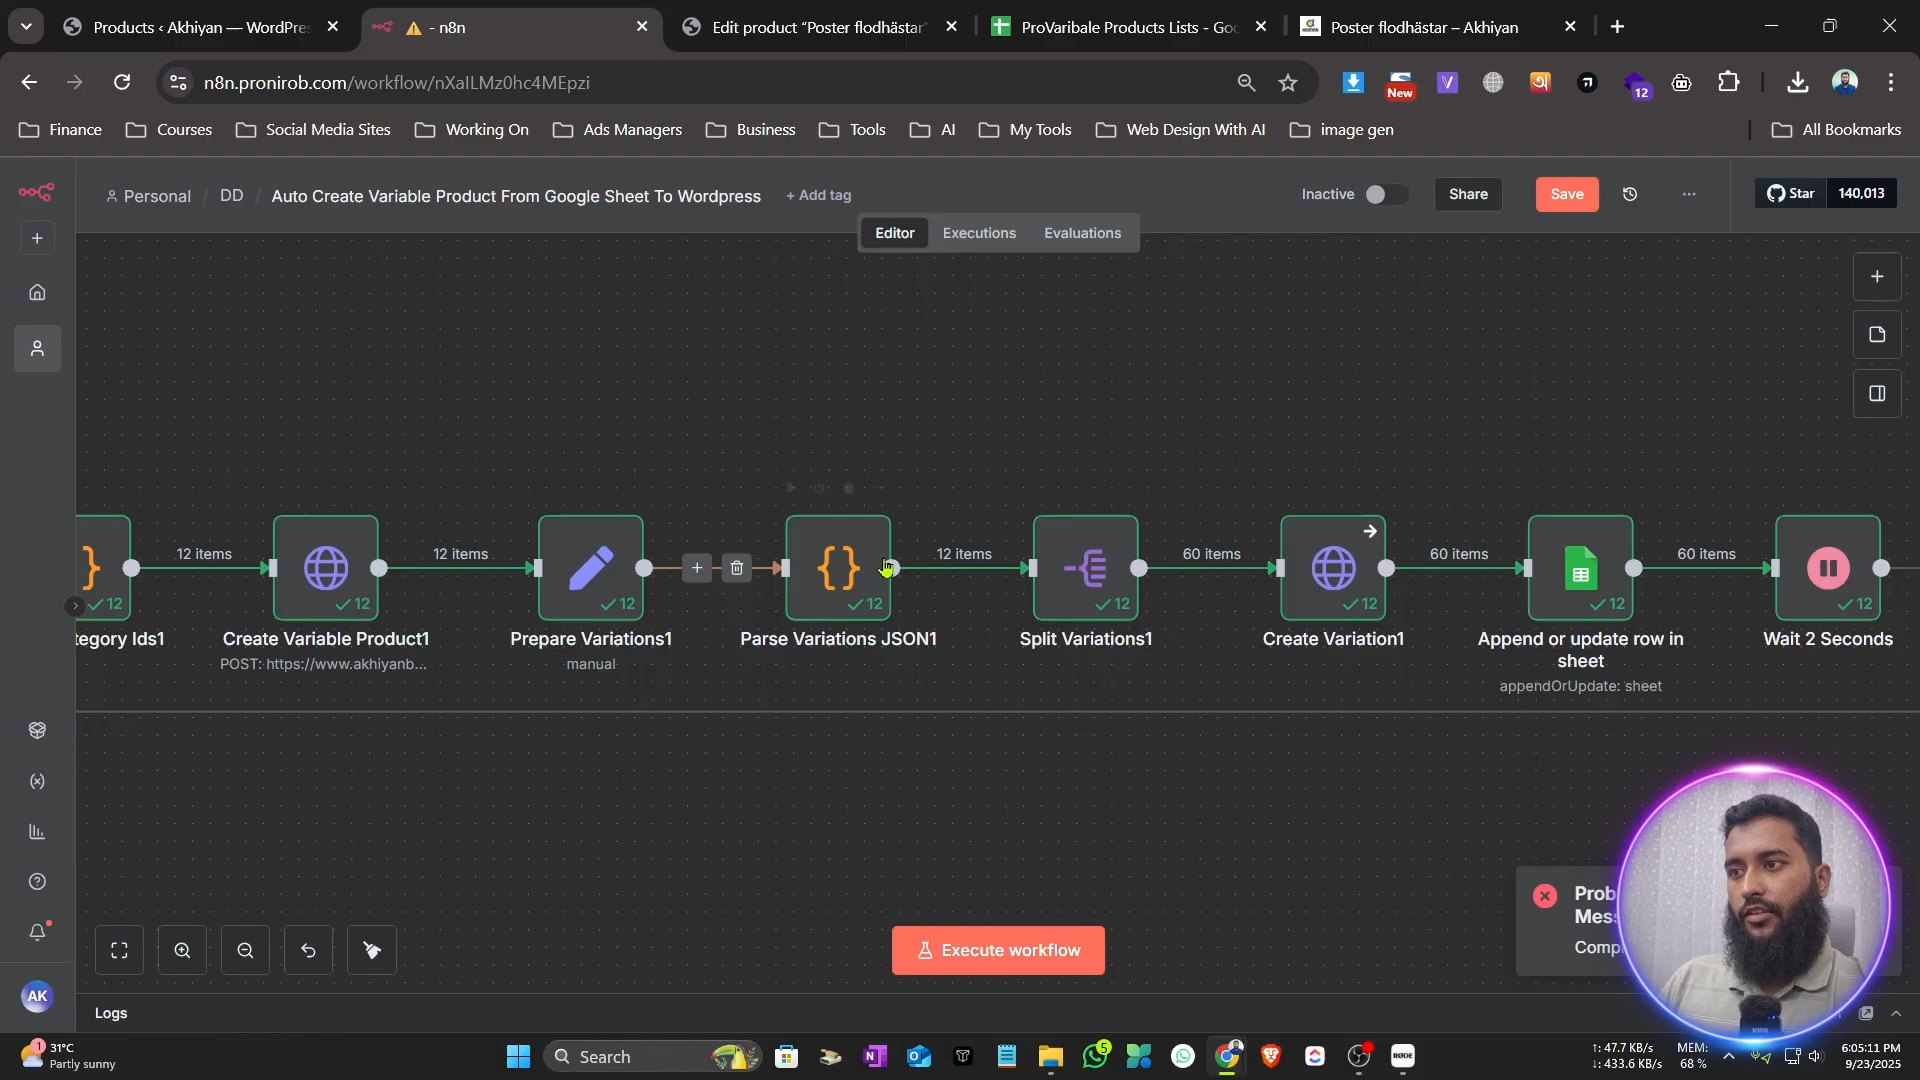 Products ‹ Akhiyan — WordPres
- n8n
Edit product “Poster flodhästar”
ProVaribale Products Lists - Goo
Poster flodhästar – Akhiyan
n8n.pronirob.com/workflow/nXaILMz0hc4MEpzi
New
12
Finance
Courses
Social Media Sites
Working On
Ads Managers
Business
Tools
AI
My Tools
Web Design With AI
image gen
All Bookmarks
Personal / DD / Auto Create Variable Product From Google Sheet To Wordpress + Add tag
Inactive
Share
Save
Star 140,013
Editor
Executions
Evaluations
12 items
12 items
12 items
60 items
60 items
60 items
12
12
12
12
12
12
12
12
tegory Ids1
Create Variable Product1
POST: https://www.akhiyanb...
Prepare Variations1
manual
Parse Variations JSON1
Split Variations1
Create Variation1
Append or update row in
sheet
appendOrUpdate: sheet
Wait 2 Seconds
Execute workflow
Prob
Mess
Comp
AK
Logs
1
31°C
Partly sunny
Search
5
RØDE
↑: 47.7 KB/s
↓: 433.6 KB/s
MEM:
68 %
6:05:11 PM
9/23/2025